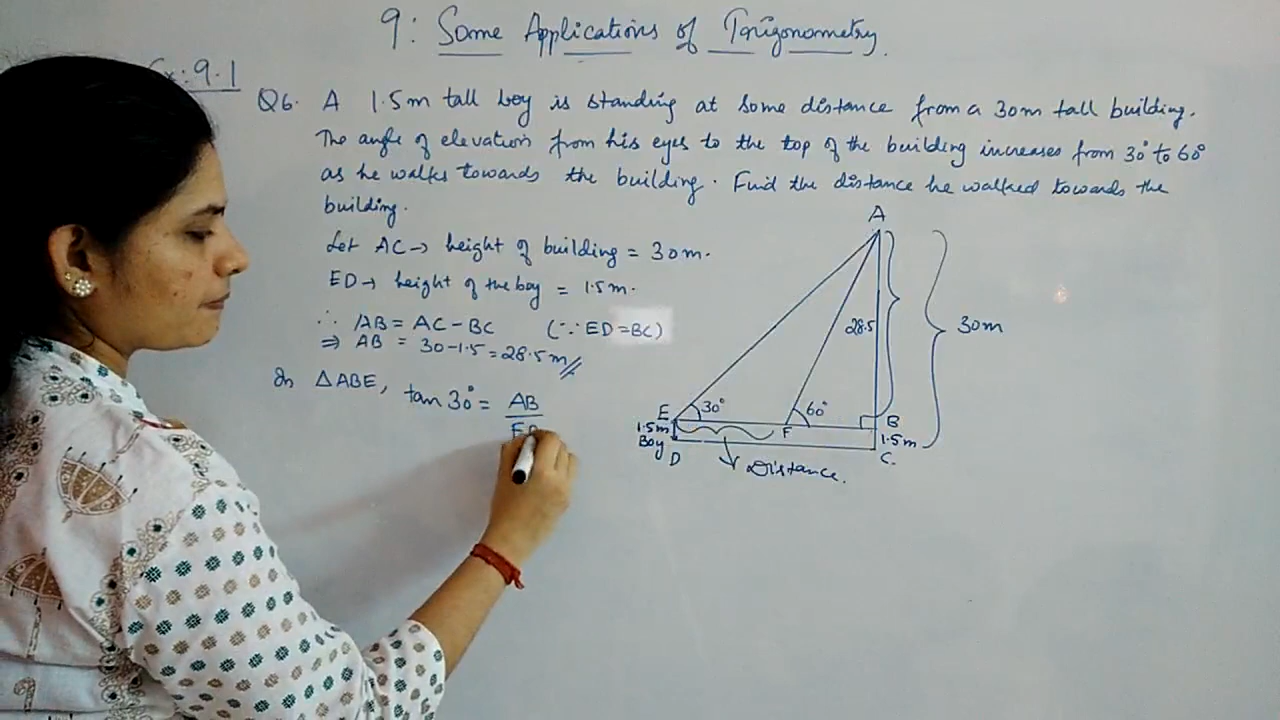 9: Some Applications of Trigonometry.
Ex: 9.1
Q6. A 1.5m tall boy is standing at some distance from a 30m tall building.
The angle of elevation from his eyes to the top of the building increases from 30° to 60°
as he walks towards the building. Find the distance he walked towards the
building.
Let AC → height of building = 30m.
ED → height of the boy = 1.5m.
∴ AB = AC - BC (∵ ED = BC)
⇒ AB = 30 - 1.5 = 28.5m //
In △ABE, tan 30° = AB
A
28.5
30m
E 30° F 60° B
1.5m
Boy
D
1.5m
C.
Distance.